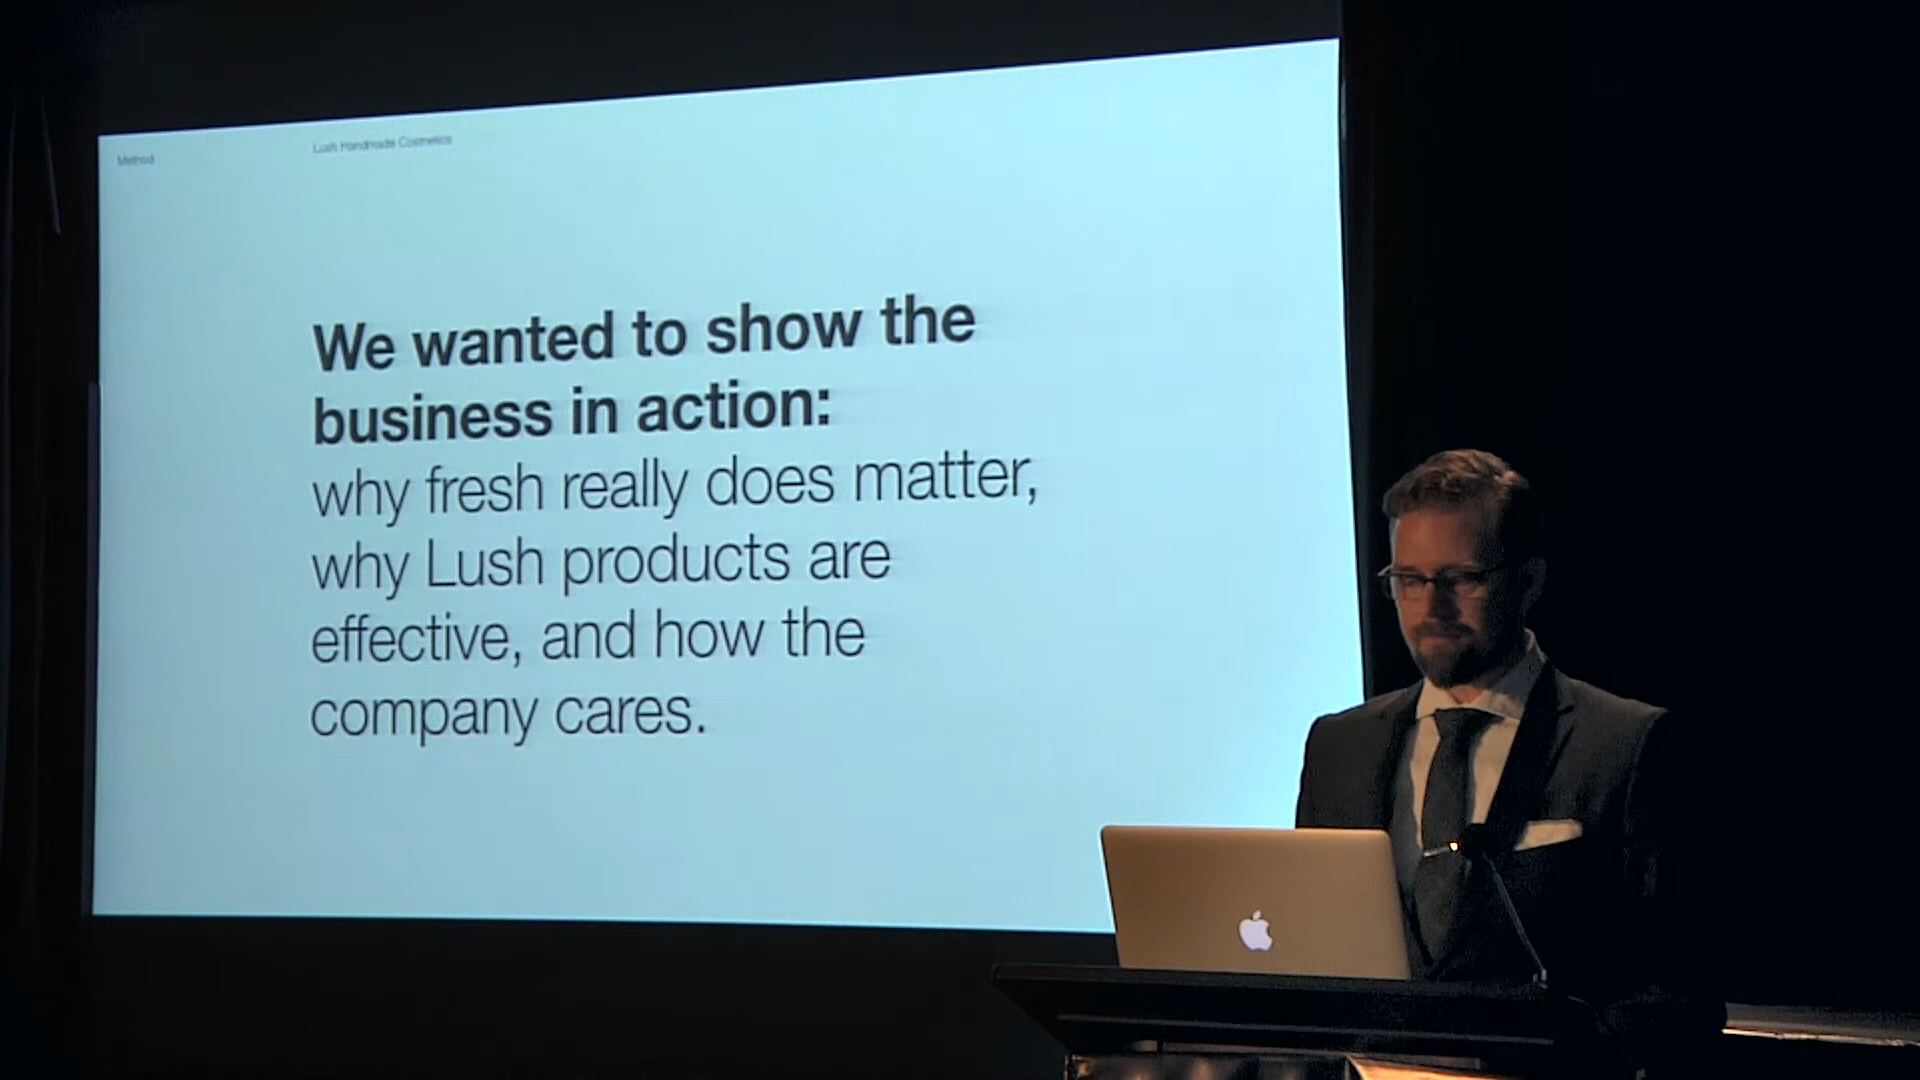 Method
Lush Handmade Cosmetics
We wanted to show the
business in action:
why fresh really does matter,
why Lush products are
effective, and how the
company cares.